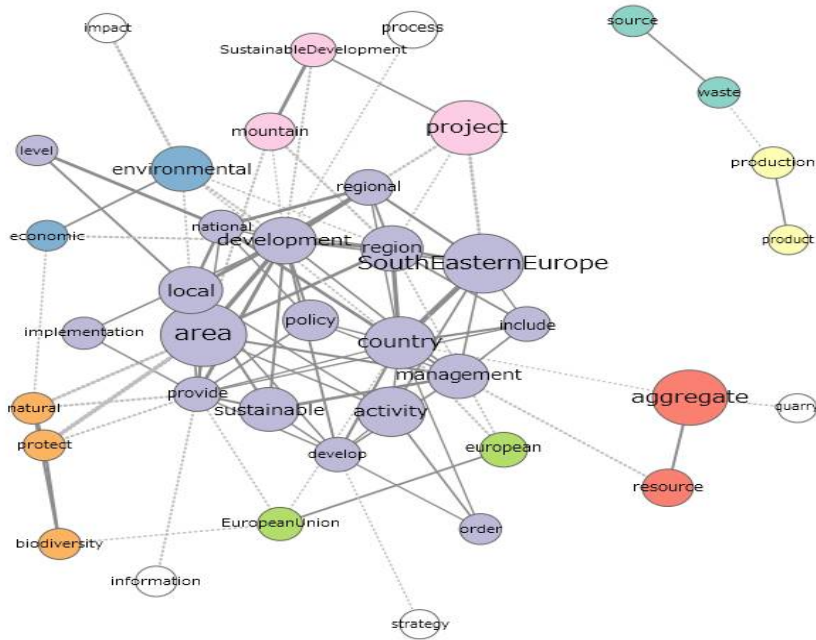 impact
process
source
SustainableDevelopment
waste
mountain
project
level
environmental
production
regional
national
economic
development
region
product
SouthEasternEurope
local
policy
include
implementation
area
country
management
provide
aggregate
natural
sustainable
activity
quarry
protect
develop
european
resource
EuropeanUnion
order
biodiversity
information
strategy